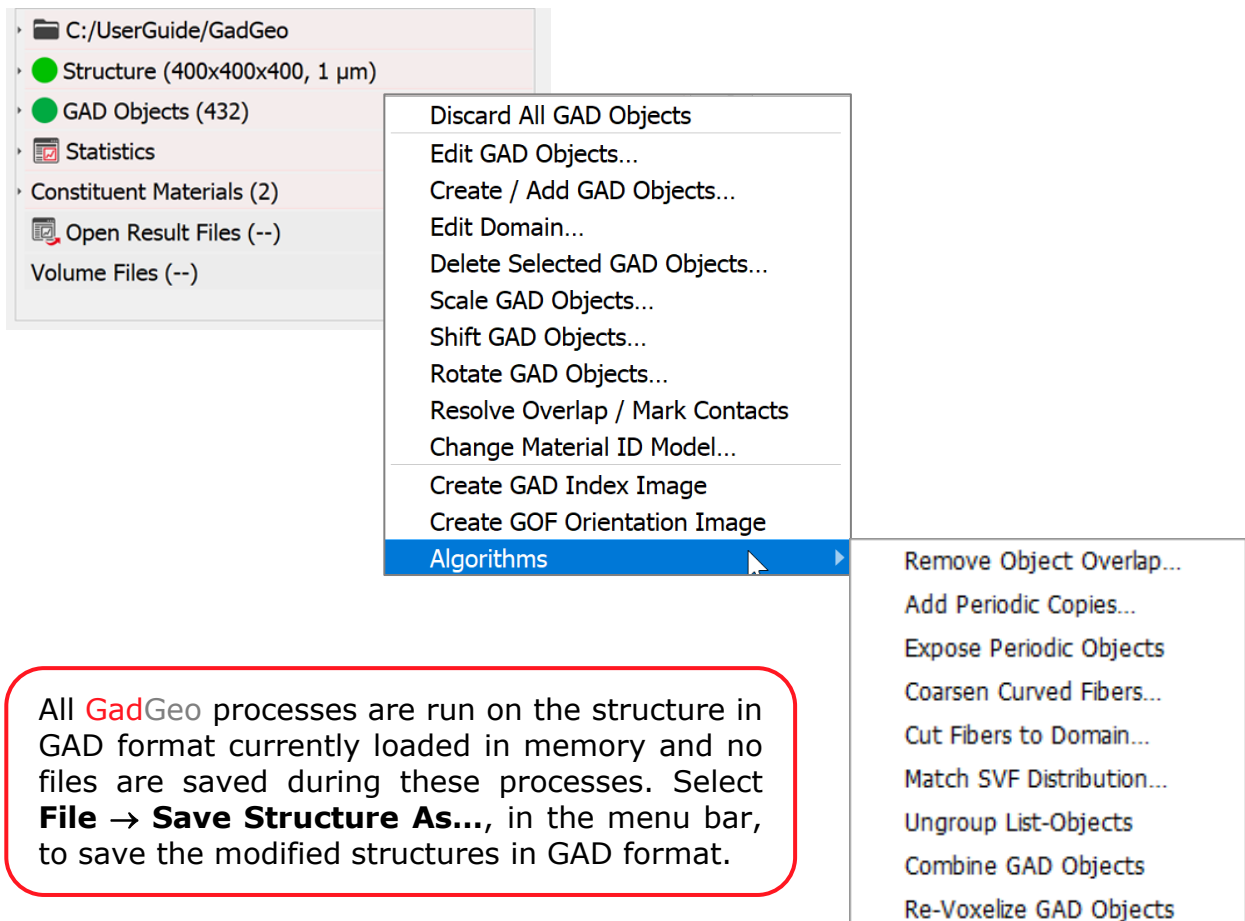 C:/UserGuide/GadGeo
Structure (400x400x400, 1 µm)
GAD Objects (432)
Statistics
Constituent Materials (2)
Open Result Files (--)
Volume Files (--)
Discard All GAD Objects
Edit GAD Objects...
Create / Add GAD Objects...
Edit Domain...
Delete Selected GAD Objects...
Scale GAD Objects...
Shift GAD Objects...
Rotate GAD Objects...
Resolve Overlap / Mark Contacts
Change Material ID Model...
Create GAD Index Image
Create GOF Orientation Image
Algorithms
Remove Object Overlap...
Add Periodic Copies...
Expose Periodic Objects
Coarsen Curved Fibers...
Cut Fibers to Domain...
Match SVF Distribution...
Ungroup List-Objects
Combine GAD Objects
Re-Voxelize GAD Objects
All GadGeo processes are run on the structure in
GAD format currently loaded in memory and no
files are saved during these processes. Select
File → Save Structure As…, in the menu bar,
to save the modified structures in GAD format.